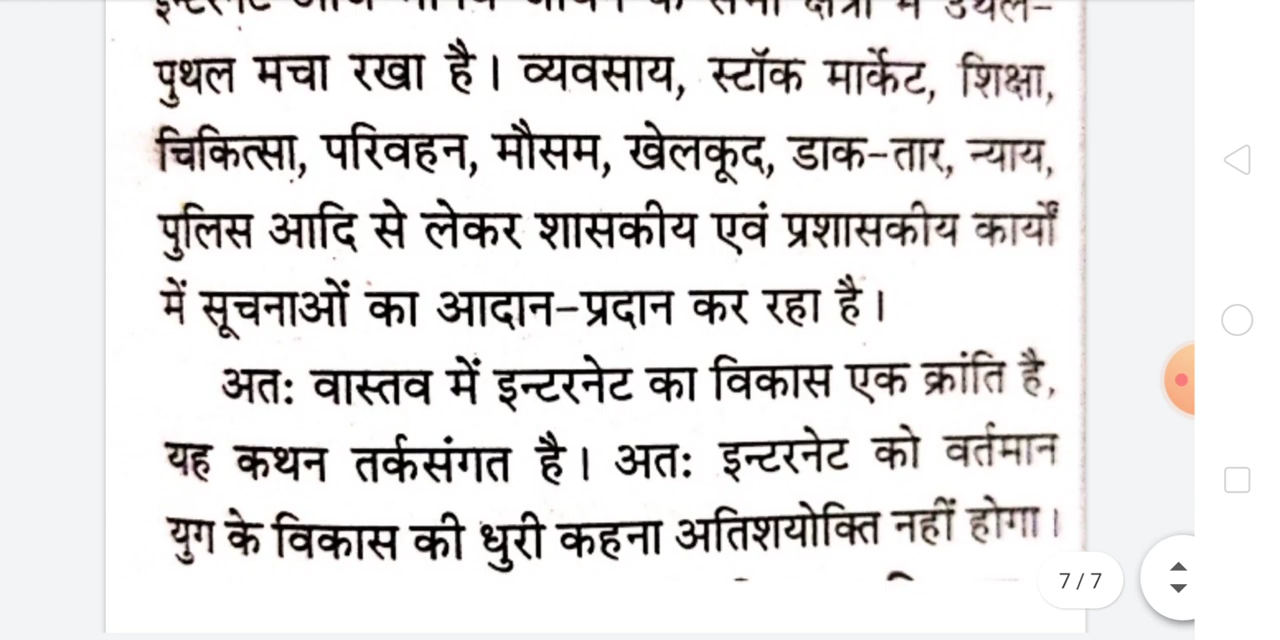 पुथल मचा रखा है। व्यवसाय, स्टॉक मार्केट, शिक्षा,
चिकित्सा, परिवहन, मौसम, खेलकूद, डाक-तार, न्याय,
पुलिस आदि से लेकर शासकीय एवं प्रशासकीय कार्यों
में सूचनाओं का आदान-प्रदान कर रहा है।
अतः वास्तव में इन्टरनेट का विकास एक क्रांति है,
यह कथन तर्कसंगत है। अतः इन्टरनेट को वर्तमान
युग के विकास की धुरी कहना अतिशयोक्ति नहीं होगा।
7/7